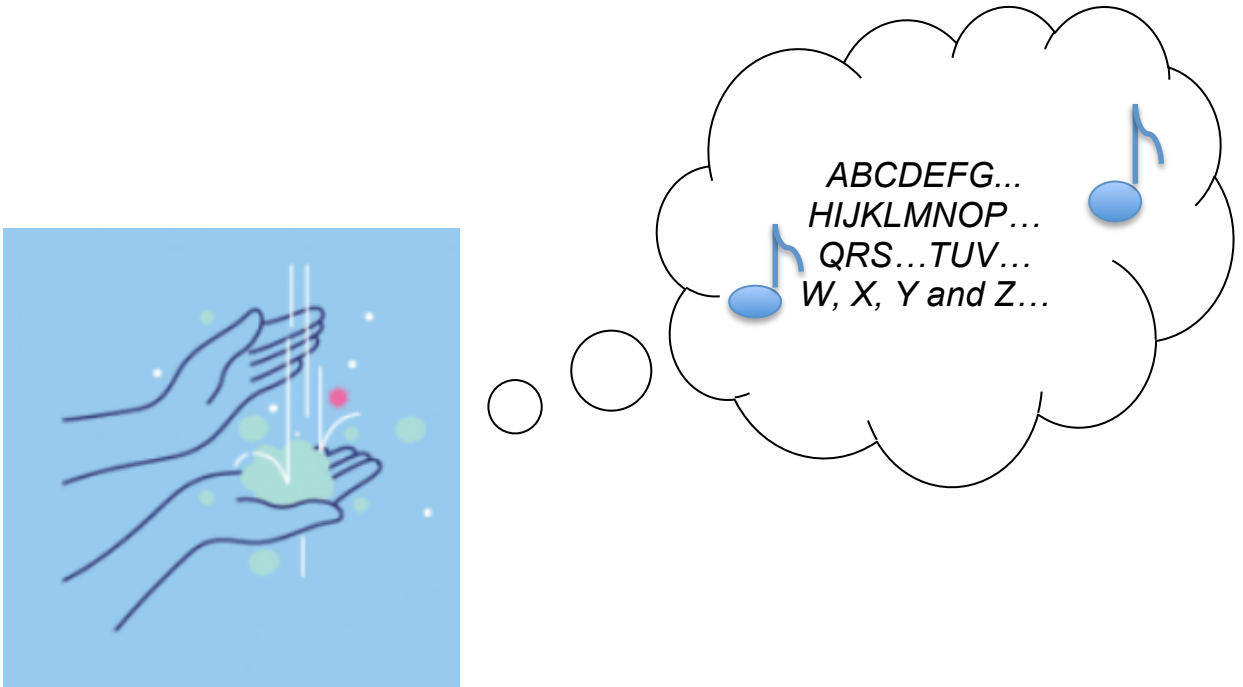 ABCDEFG...
HIJKLMNOP…
QRS…TUV…
W, X, Y and Z…